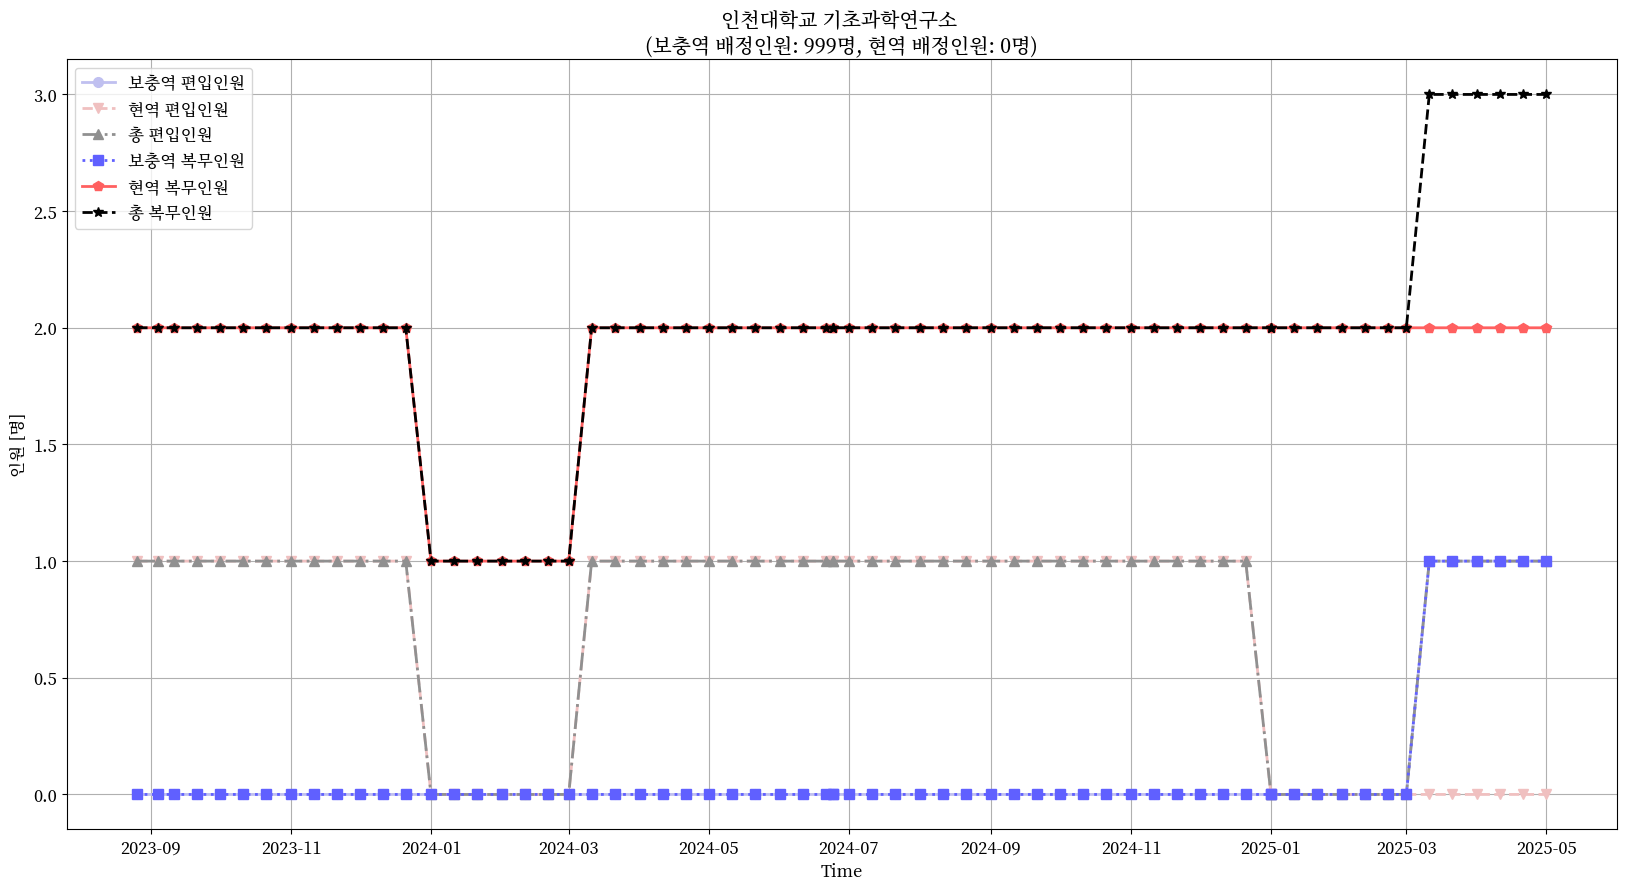 인천대학교 기초과학연구소
(보충역 배정인원: 999명, 현역 배정인원: 0명)
보충역 편입인원
현역 편입인원
총 편입인원
보충역 복무인원
현역 복무인원
총 복무인원
인원 [명]
3.0
2.5
2.0
1.5
1.0
0.5
0.0
2023-09 2023-11 2024-01 2024-03 2024-05 2024-07 2024-09 2024-11 2025-01 2025-03 2025-05
Time